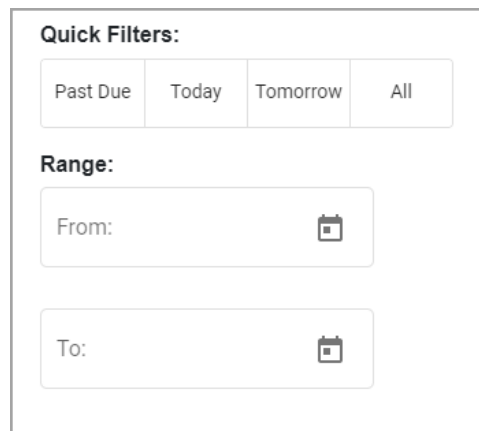 Quick Filters:
Past Due Today Tomorrow All
Range:
From:
To: